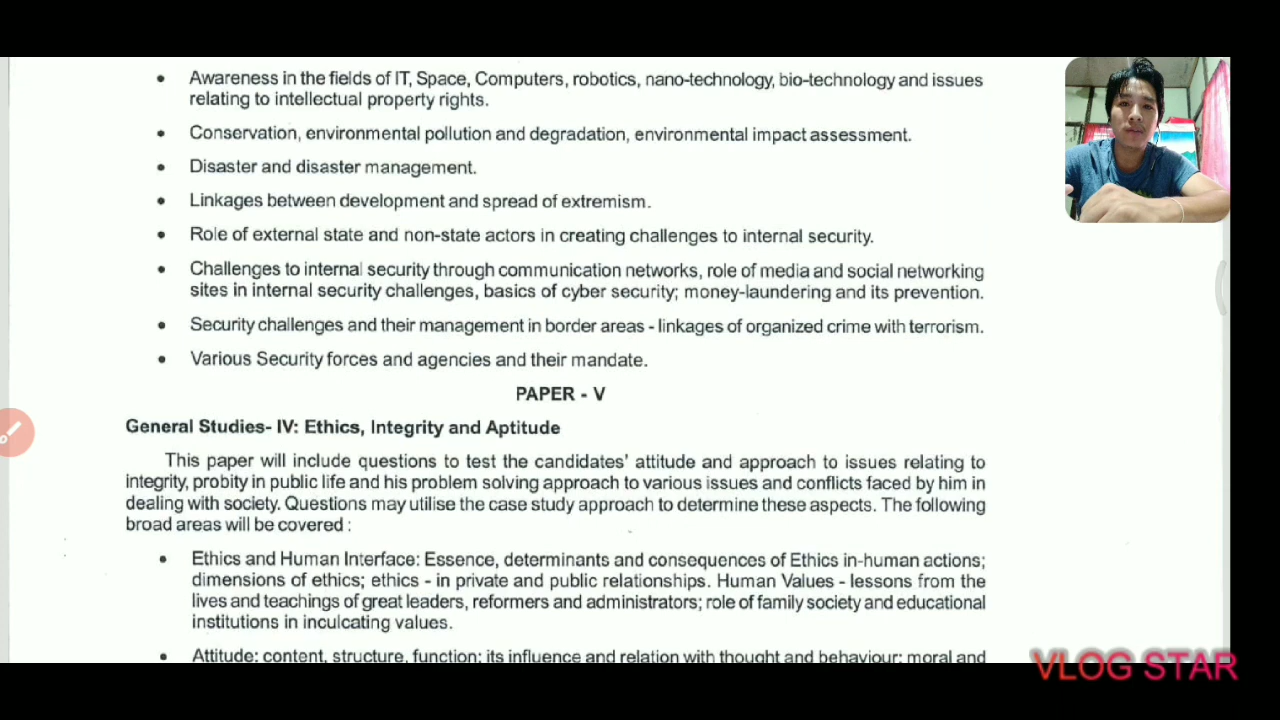 • Awareness in the fields of IT, Space, Computers, robotics, nano-technology, bio-technology and issues
relating to intellectual property rights.
• Conservation, environmental pollution and degradation, environmental impact assessment.
• Disaster and disaster management.
• Linkages between development and spread of extremism.
• Role of external state and non-state actors in creating challenges to internal security.
• Challenges to internal security through communication networks, role of media and social networking
sites in internal security challenges, basics of cyber security; money-laundering and its prevention.
• Security challenges and their management in border areas - linkages of organized crime with terrorism.
• Various Security forces and agencies and their mandate.
PAPER - V
General Studies- IV: Ethics, Integrity and Aptitude
This paper will include questions to test the candidates' attitude and approach to issues relating to
integrity, probity in public life and his problem solving approach to various issues and conflicts faced by him in
dealing with society. Questions may utilise the case study approach to determine these aspects. The following
broad areas will be covered :
• Ethics and Human Interface: Essence, determinants and consequences of Ethics in-human actions;
dimensions of ethics; ethics - in private and public relationships. Human Values - lessons from the
lives and teachings of great leaders, reformers and administrators; role of family society and educational
institutions in inculcating values.
• Attitude: content, structure, function; its influence and relation with thought and behaviour; moral and
VLOG STAR